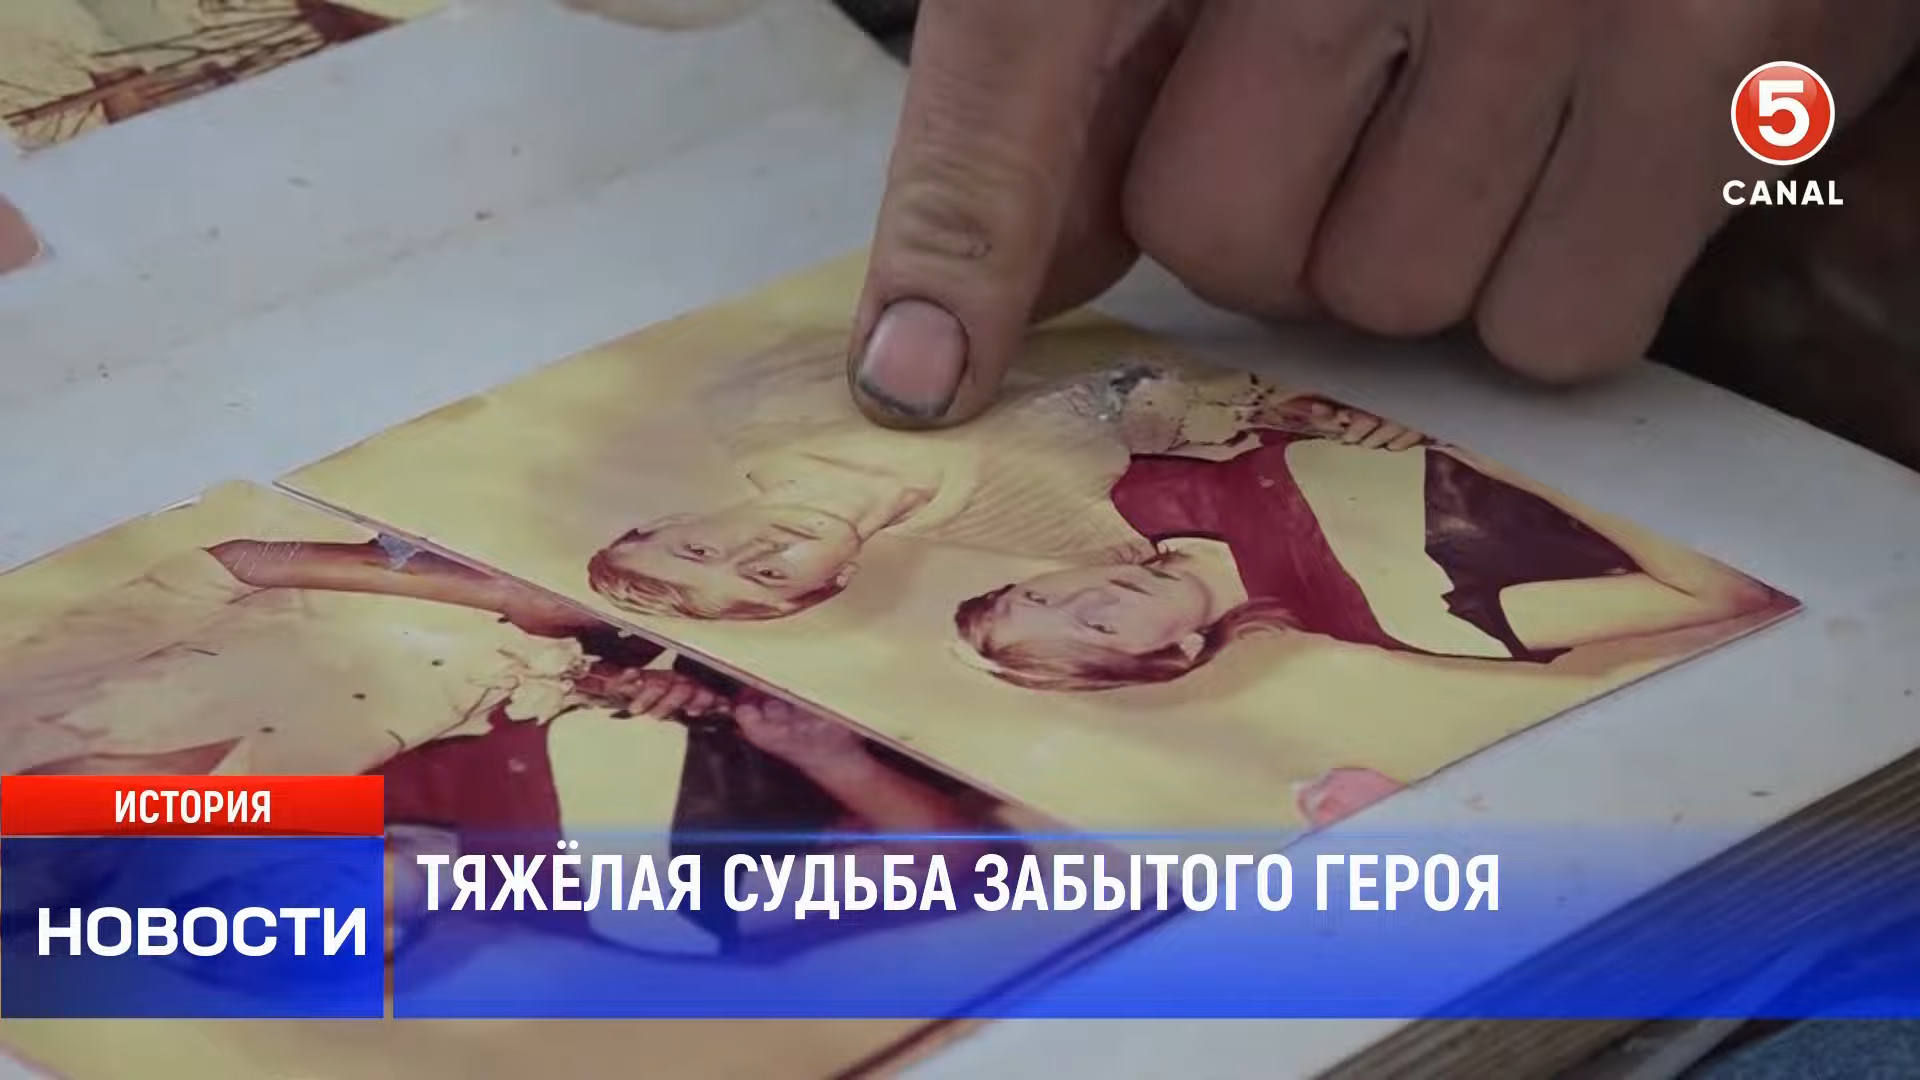 5
CANAL
ИСТОРИЯ
НОВОСТИ
ТЯЖЁЛАЯ СУДЬБА ЗАБЫТОГО ГЕРОЯ